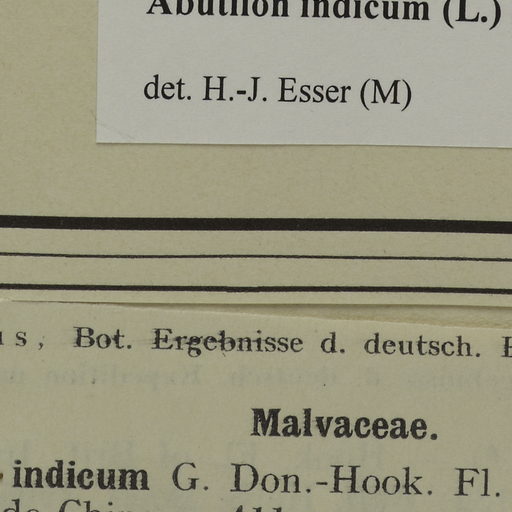 Abutilon indicum (L.)
det. H.-J. Esser (M)
s, Bot. Ergebnisse d. deutsch.
Malvaceae.
indicum G. Don.-Hook. Fl.